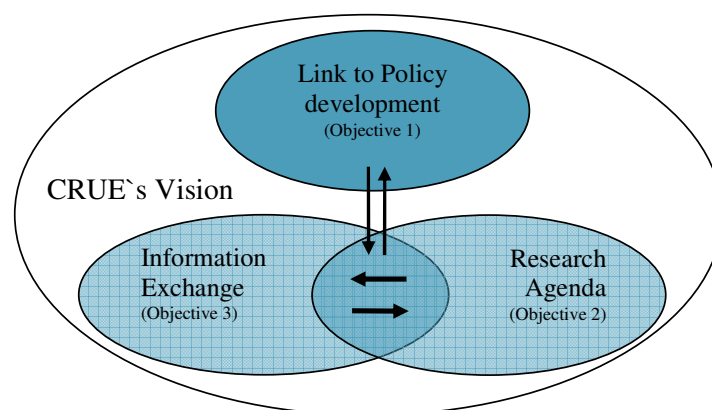 Link to Policy
development
(Objective 1)
CRUE`s Vision
Information
Exchange
(Objective 3)
Research
Agenda
(Objective 2)